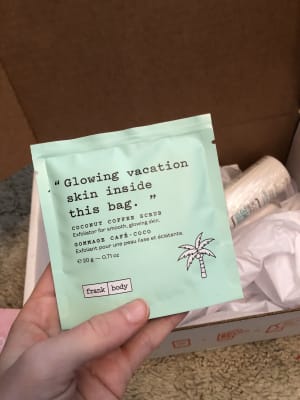 “Glowing vacation
skin inside
this bag. ”
COCONUT COFFEE SCRUB
Exfoliator for smooth, glowing skin.
GOMMAGE CAFÉ-COCO
Exfoliant pour une peau lisse et éclatante.
℮ 20 g — 0.71 oz
frank body